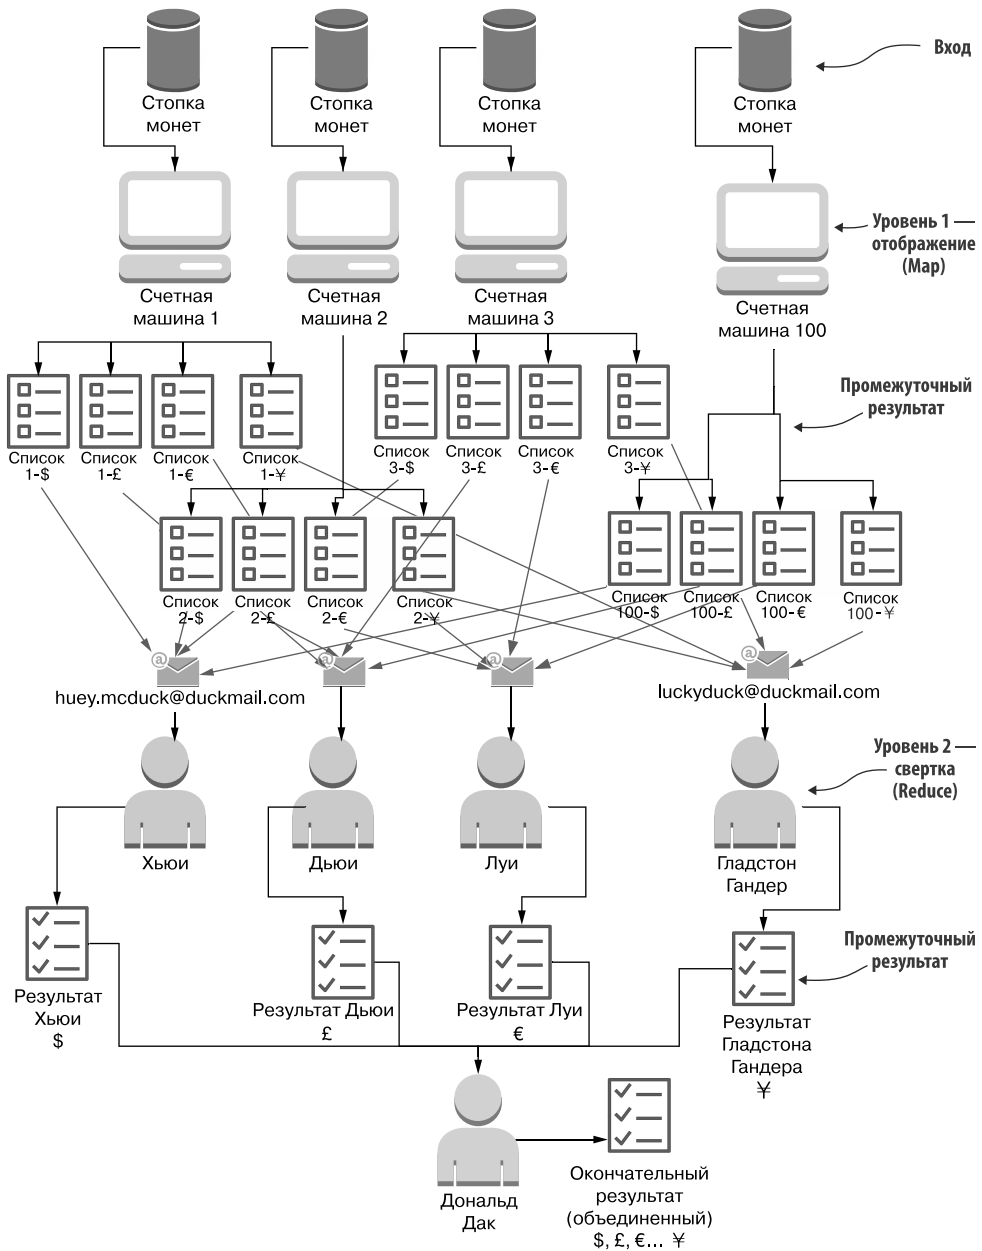 Вход
Стопка
монет
Стопка
монет
Стопка
монет
Стопка
монет
Уровень 1 —
отображение
(Map)
Счетная
машина 1
Счетная
машина 2
Счетная
машина 3
Счетная
машина 100
Промежуточный
результат
Список
1-$
Список
1-£
Список
1-€
Список
1-¥
Список
3-$
Список
3-£
Список
3-€
Список
3-¥
Список
2-$
Список
2-£
Список
2-€
Список
2-¥
Список
100-$
Список
100-£
Список
100-€
Список
100-¥
@
@
@
@
huey.mcduck@duckmail.com
luckyduck@duckmail.com
Уровень 2 —
свертка
(Reduce)
Хьюи
Дьюи
Луи
Гладстон
Гандер
Промежуточный
результат
Результат
Хьюи
$
Результат Дьюи
£
Результат Луи
€
Результат
Гладстона
Гандера
¥
Дональд
Дак
Окончательный
результат
(объединенный)
$, £, €... ¥